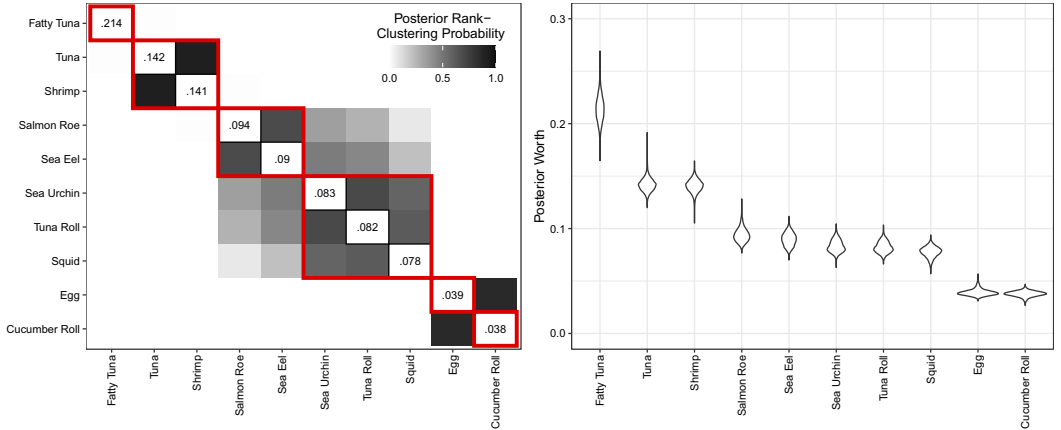 Posterior Rank−
Clustering Probability
0.0 0.5 1.0
Fatty Tuna
Tuna
Shrimp
Salmon Roe
Sea Eel
Sea Urchin
Tuna Roll
Squid
Egg
Cucumber Roll
.214
.142
.141
.094
.09
.083
.082
.078
.039
.038
Fatty Tuna
Tuna
Shrimp
Salmon Roe
Sea Eel
Sea Urchin
Tuna Roll
Squid
Egg
Cucumber Roll
Posterior Worth
0.3
0.2
0.1
0.0
Fatty Tuna
Tuna
Shrimp
Salmon Roe
Sea Eel
Sea Urchin
Tuna Roll
Squid
Egg
Cucumber Roll